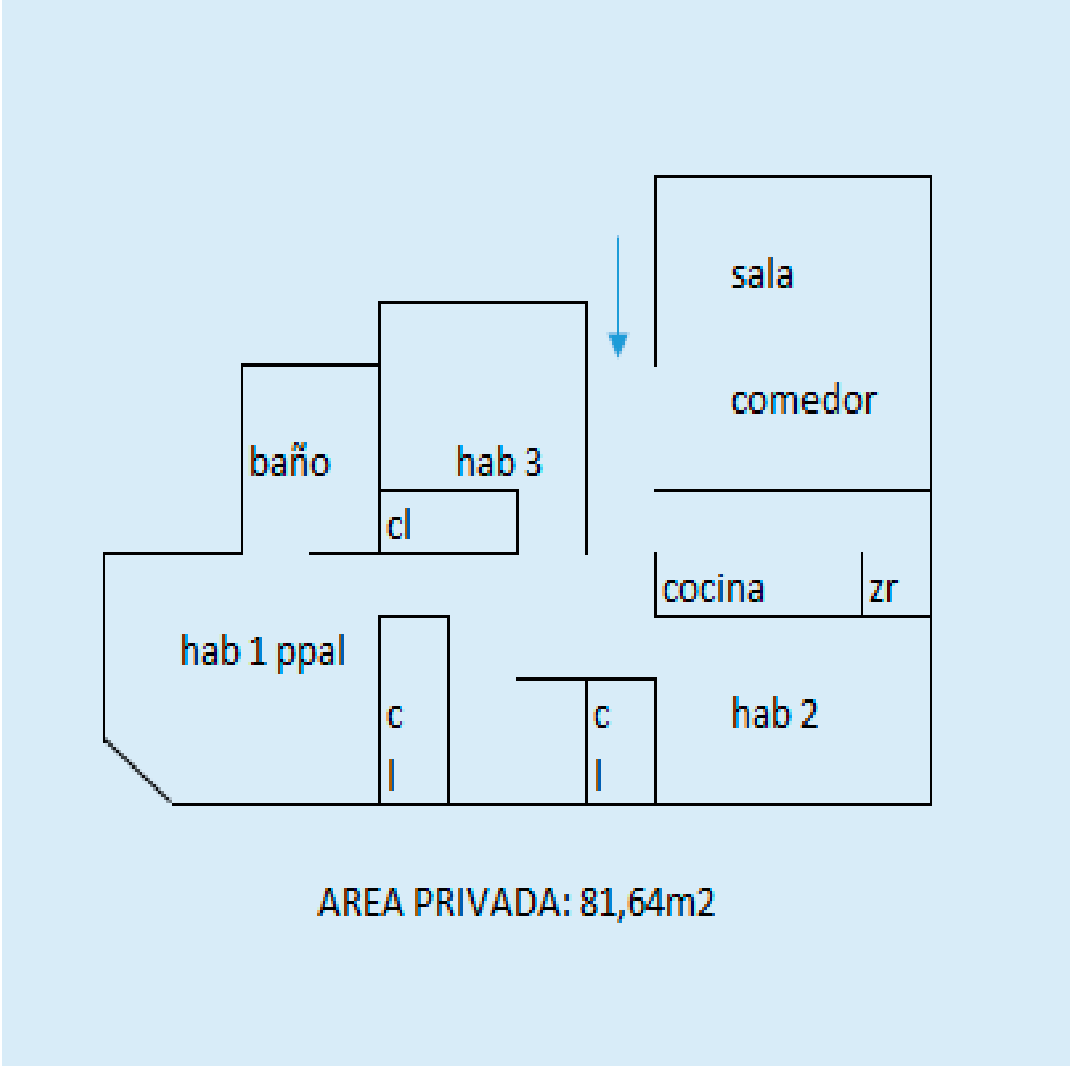 sala
comedor
baño
hab 3
cl
cocina
zr
hab 1 ppal
c
l
c
l
hab 2
AREA PRIVADA: 81,64m2